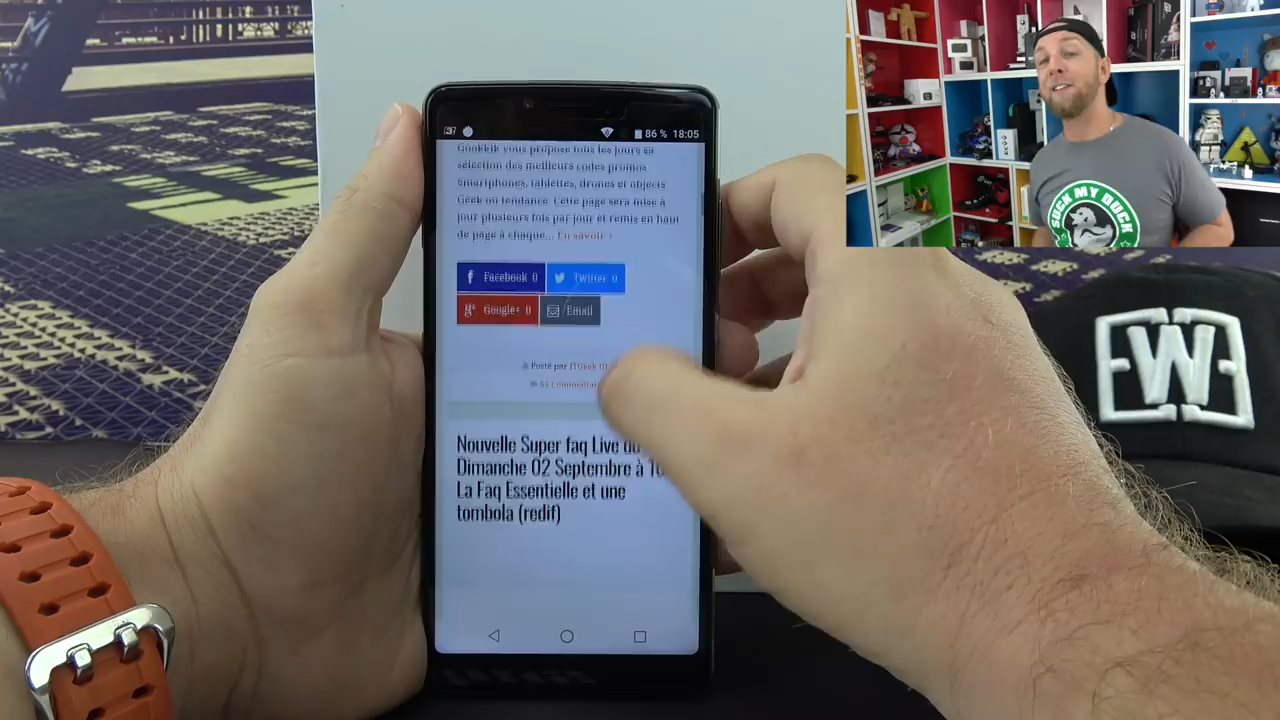 86 % 18:05
Geekkik vous propose tous les jours sa
sélection des meilleurs codes promos
Smartphones, tablettes, drones et objects
Geek ou tendance. Cette page sera mise à
jour plusieurs fois par jour et remis en haut
de page à chaque... En savoir +
Facebook 0
Twitter 0
Google+ 0
Email
Posté par
Nouvelle Super faq Live du
Dimanche 02 Septembre à
La Faq Essentielle et une
tombola (redif)
SUCK MY DUCK
W